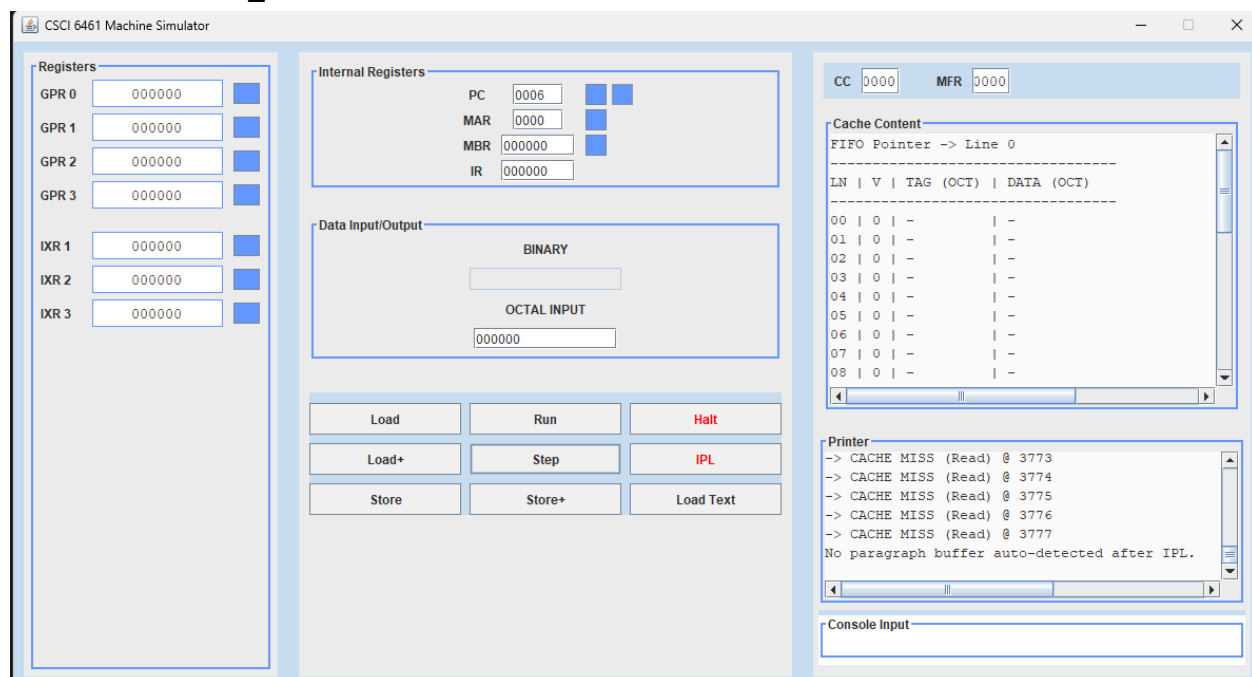 CSCI 6461 Machine Simulator
Registers
GPR 0 000000
GPR 1 000000
GPR 2 000000
GPR 3 000000
IXR 1 000000
IXR 2 000000
IXR 3 000000
Internal Registers
PC 0006
MAR 0000
MBR 000000
IR 000000
Data Input/Output
BINARY
OCTAL INPUT
000000
Load Run Halt
Load+ Step IPL
Store Store+ Load Text
CC 0000 MFR 0000
Cache Content
FIFO Pointer -> Line 0
----------------------------------
LN | V | TAG (OCT) | DATA (OCT)
----------------------------------
00 | 0 | - | -
01 | 0 | - | -
02 | 0 | - | -
03 | 0 | - | -
04 | 0 | - | -
05 | 0 | - | -
06 | 0 | - | -
07 | 0 | - | -
08 | 0 | - | -
Printer
-> CACHE MISS (Read) @ 3773
-> CACHE MISS (Read) @ 3774
-> CACHE MISS (Read) @ 3775
-> CACHE MISS (Read) @ 3776
-> CACHE MISS (Read) @ 3777
No paragraph buffer auto-detected after IPL.
Console Input